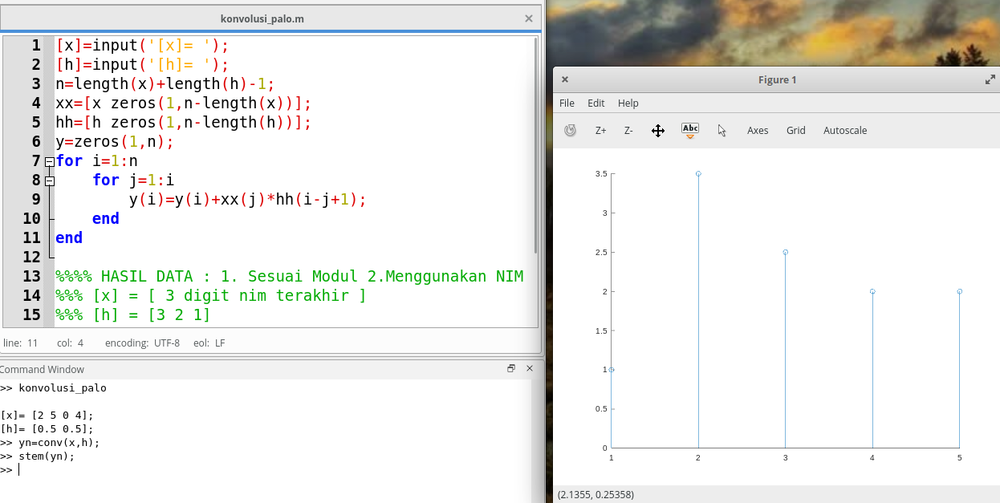 konvolusi_palo.m
1 [x]=input('[x]= ');
2 [h]=input('[h]= ');
3 n=length(x)+length(h)-1;
4 xx=[x zeros(1,n-length(x))];
5 hh=[h zeros(1,n-length(h))];
6 y=zeros(1,n);
7 for i=1:n
8 for j=1:i
9 y(i)=y(i)+xx(j)*hh(i-j+1);
10 end
11 end
12
13 %%%% HASIL DATA : 1. Sesuai Modul 2.Menggunakan NIM
14 %%% [x] = [ 3 digit nim terakhir ]
15 %%% [h] = [3 2 1]
line: 11 col: 4 encoding: UTF-8 eol: LF
Command Window
>> konvolusi_palo
[x]= [2 5 0 4];
[h]= [0.5 0.5];
>> yn=conv(x,h);
>> stem(yn);
>>
Figure 1
File Edit Help
Z+ Z- Abc Axes Grid Autoscale
3.5
3
2.5
2
1.5
1
0.5
0
1 2 3 4 5
(2.1355, 0.25358)